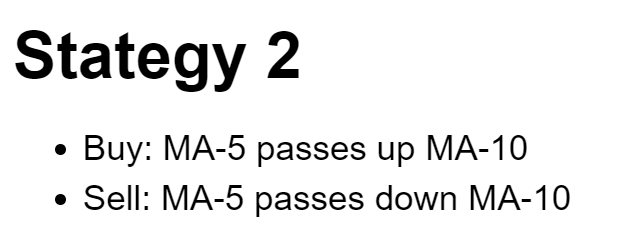 Stategy 2
• Buy: MA-5 passes up MA-10
• Sell: MA-5 passes down MA-10